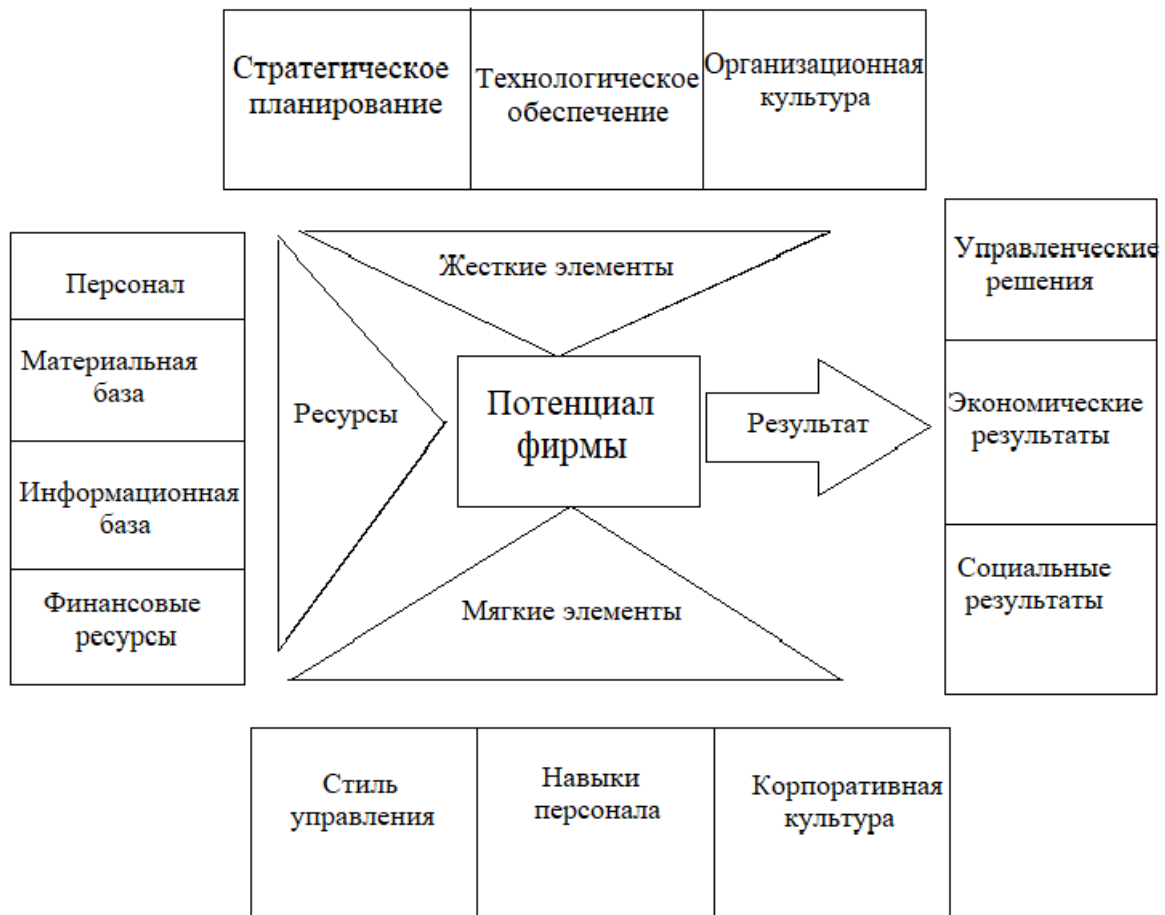 Стратегическое
планирование
Технологическое
обеспечение
Организационная
культура
Персонал
Материальная
база
Информационная
база
Финансовые
ресурсы
Жесткие элементы
Ресурсы
Потенциал
фирмы
Результат
Мягкие элементы
Управленческие
решения
Экономические
результаты
Социальные
результаты
Стиль
управления
Навыки
персонала
Корпоративная
культура